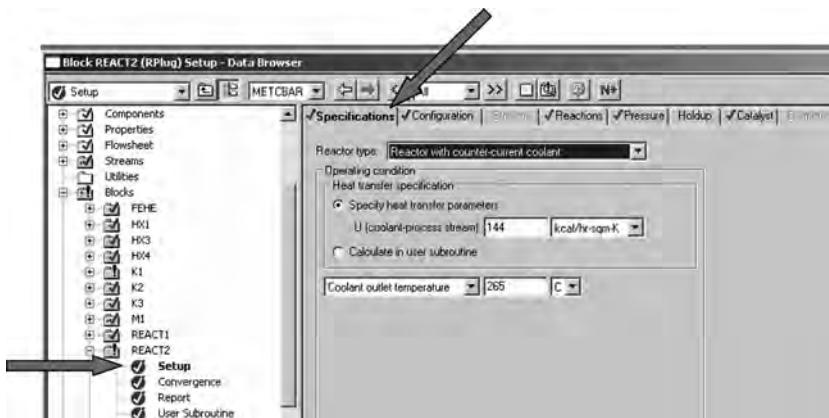 Block REACT2 (RPlug) Setup - Data Browser
Setup METCBAR All >> N+
Components
Properties
Flowsheet
Streams
Utilities
Blocks
FEHE
HX1
HX3
HX4
K1
K2
K3
M1
REACT1
REACT2
Setup
Convergence
Report
User Subroutine
Specifications Configuration Streams Reactions Pressure Holdup Catalyst
Reactor type: Reactor with counter-current coolant
Operating condition
Heat transfer specification
Specify heat transfer parameters
U (coolant-process stream) 144 kcal/hr-sqm-K
Calculate in user subroutine
Coolant outlet temperature 265 C